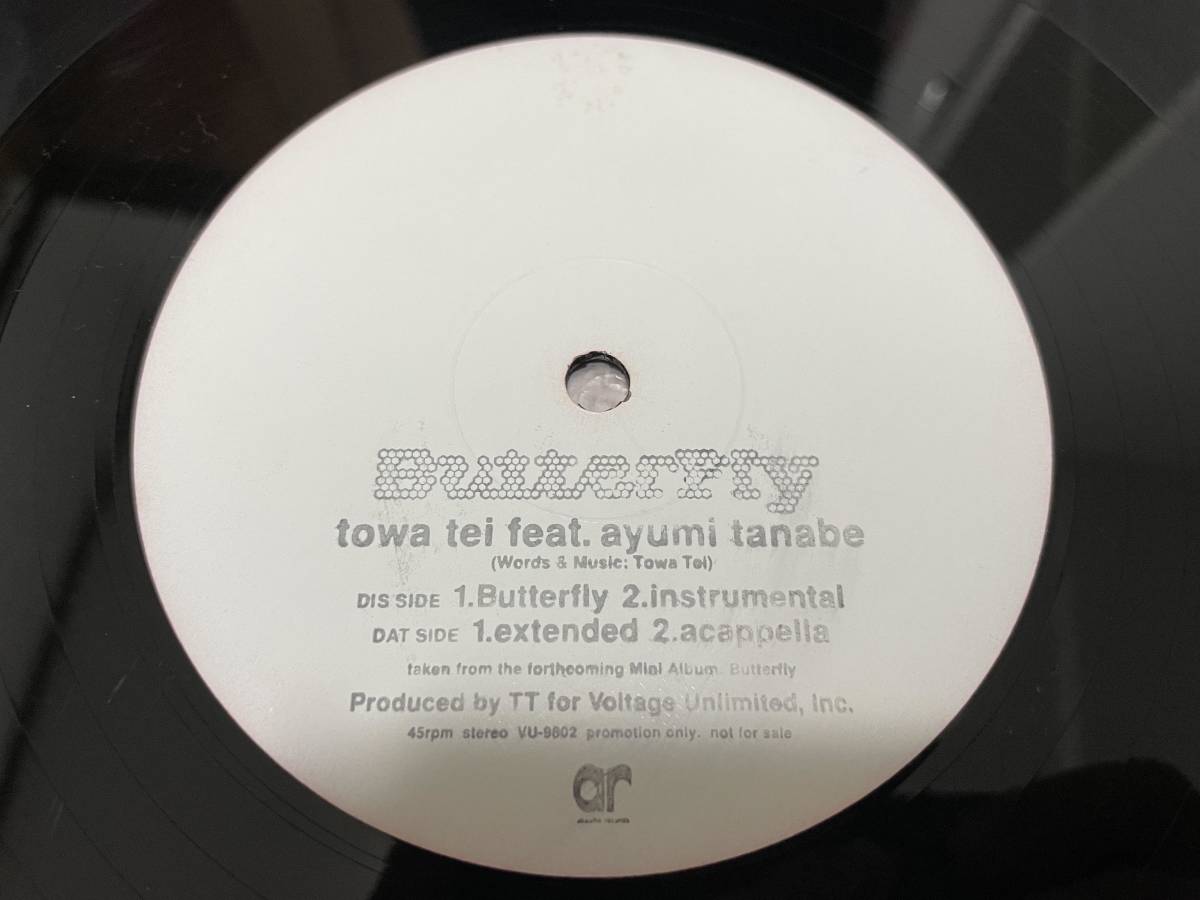 Butterfly
towa tei feat. ayumi tanabe
(Words & Music: Towa Tei)
DIS SIDE 1.Butterfly 2.instrumental
DAT SIDE 1.extended 2.acappella
taken from the forthcoming Mini Album. Butterfly
Produced by TT for Voltage Unlimited, Inc.
45rpm stereo VU-9802 promotion only. not for sale
ar